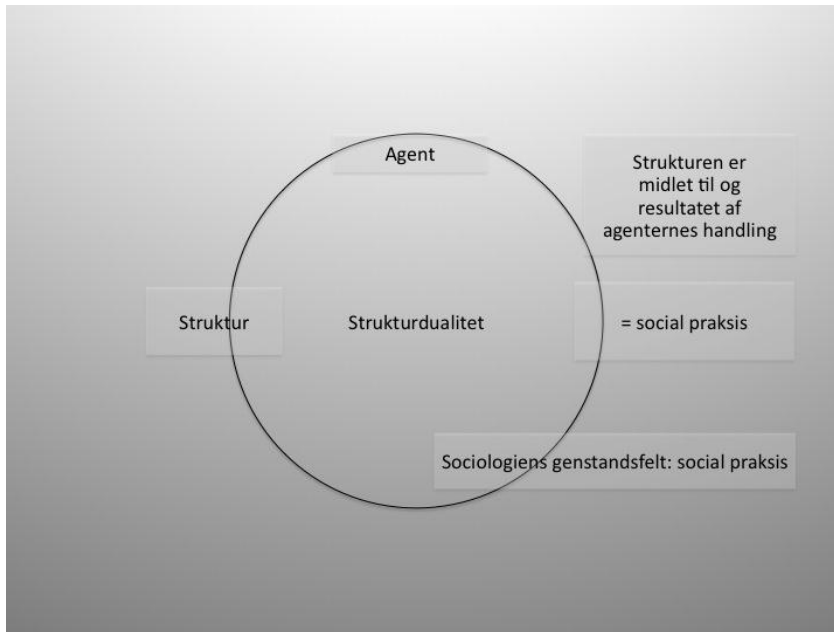 Agent
Strukturen er
midlet til og
resultatet af
agenternes handling
Struktur
Strukturdualitet
= social praksis
Sociologiens genstandsfelt: social praksis